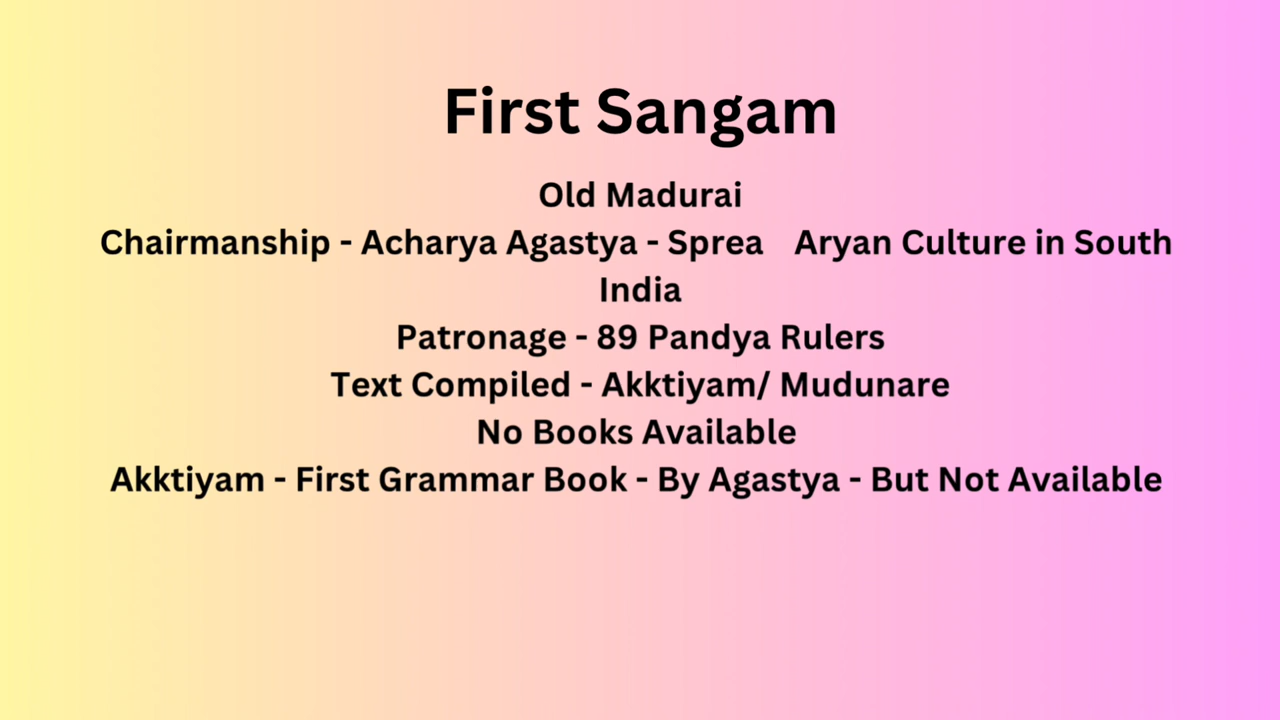 First Sangam
Old Madurai
Chairmanship - Acharya Agastya - Sprea Aryan Culture in South
India
Patronage - 89 Pandya Rulers
Text Compiled - Akktiyam/ Mudunare
No Books Available
Akktiyam - First Grammar Book - By Agastya - But Not Available